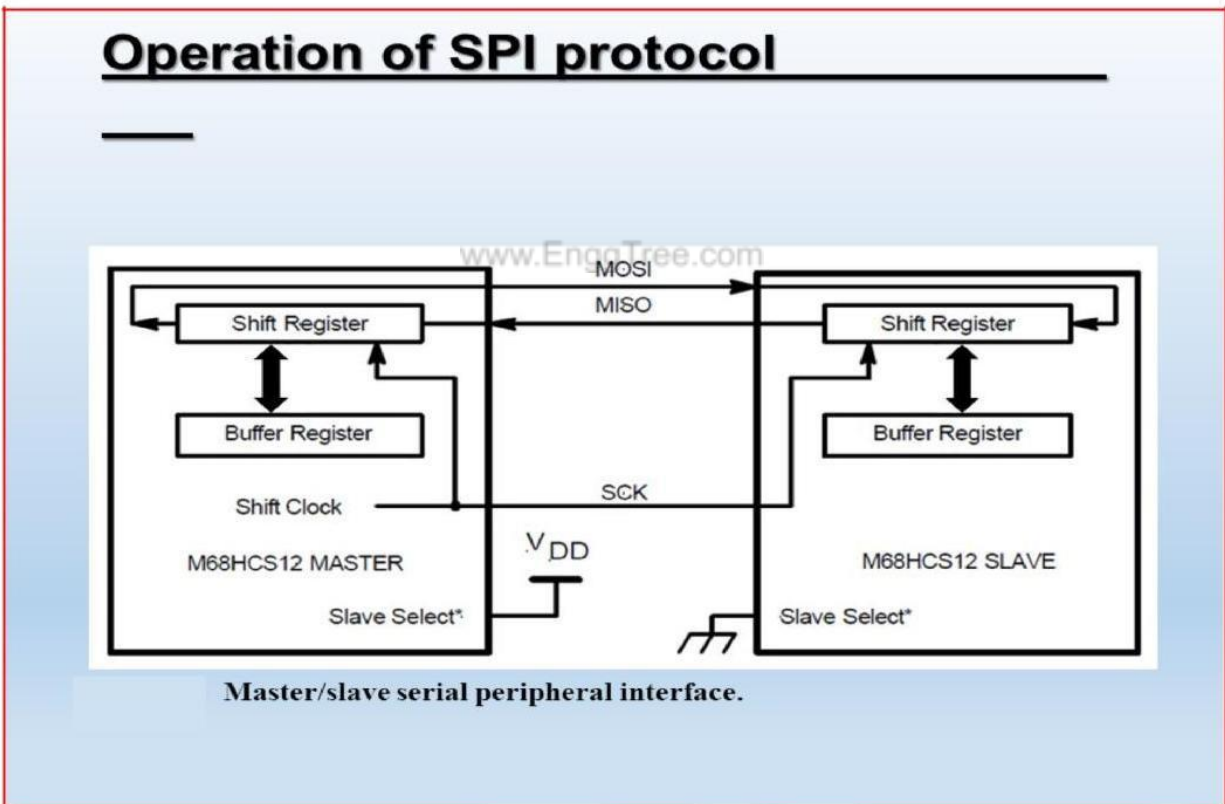 Operation of SPI protocol
www.EnggTree.com
MOSI
MISO
Shift Register
Shift Register
Buffer Register
Buffer Register
Shift Clock
SCK
VDD
M68HCS12 MASTER
M68HCS12 SLAVE
Slave Select*
Slave Select*
Master/slave serial peripheral interface.